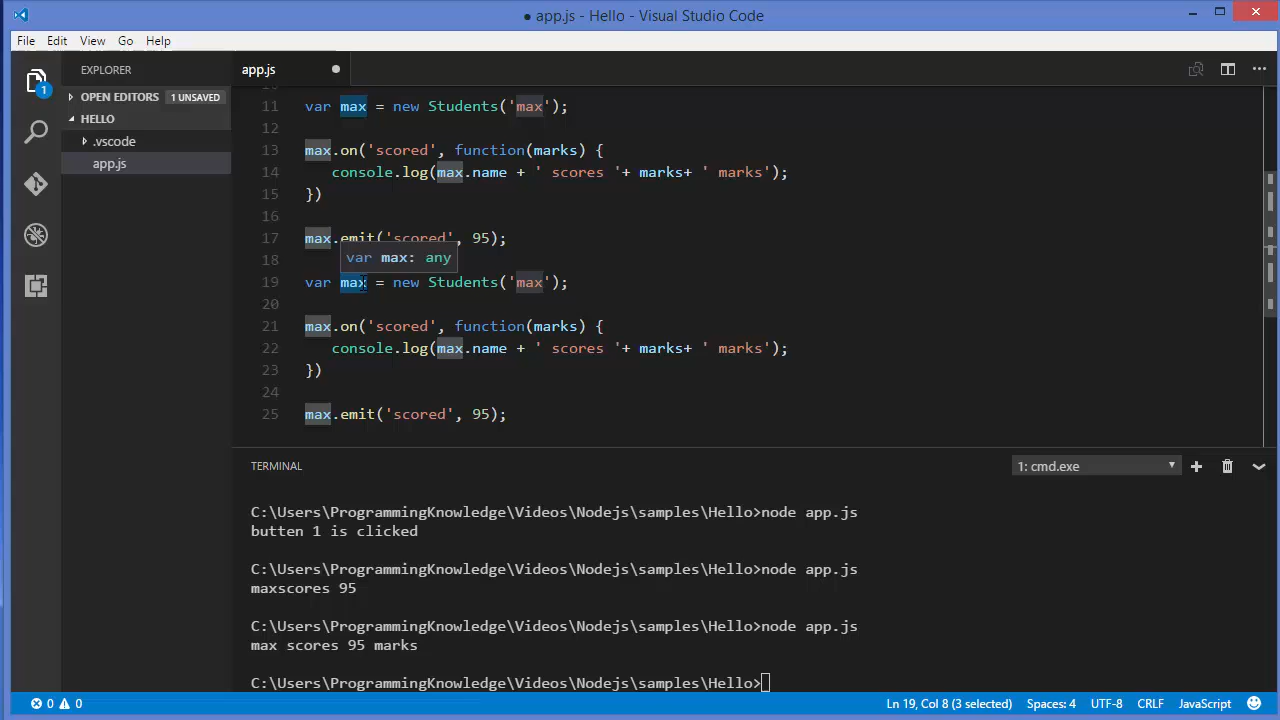 ● app.js - Hello - Visual Studio Code
File Edit View Go Help
EXPLORER
OPEN EDITORS 1 UNSAVED
HELLO
.vscode
app.js
1
app.js ●
11 var max = new Students('max');
12
13 max.on('scored', function(marks) {
14 console.log(max.name + ' scores '+ marks+ ' marks');
15 })
16
17 max.emit('scored', 95);
18
var max: any
19 var max = new Students('max');
20
21 max.on('scored', function(marks) {
22 console.log(max.name + ' scores '+ marks+ ' marks');
23 })
24
25 max.emit('scored', 95);
TERMINAL
1: cmd.exe
C:\Users\ProgrammingKnowledge\Videos\Nodejs\samples\Hello>node app.js
butten 1 is clicked
C:\Users\ProgrammingKnowledge\Videos\Nodejs\samples\Hello>node app.js
maxscores 95
C:\Users\ProgrammingKnowledge\Videos\Nodejs\samples\Hello>node app.js
max scores 95 marks
C:\Users\ProgrammingKnowledge\Videos\Nodejs\samples\Hello>
0 0 Ln 19, Col 8 (3 selected) Spaces: 4 UTF-8 CRLF JavaScript